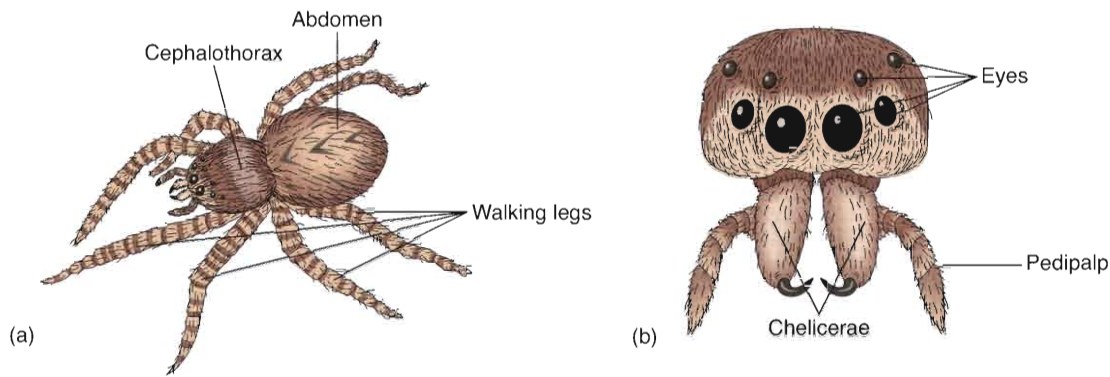 Abdomen
Cephalothorax
Walking legs
(a)
Eyes
Pedipalp
Chelicerae
(b)